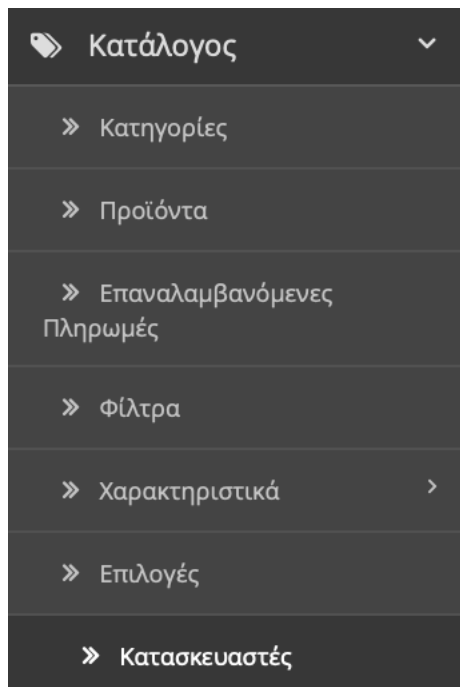 Κατάλογος
Κατηγορίες
Προϊόντα
Επαναλαμβανόμενες
Πληρωμές
Φίλτρα
Χαρακτηριστικά
Επιλογές
Κατασκευαστές